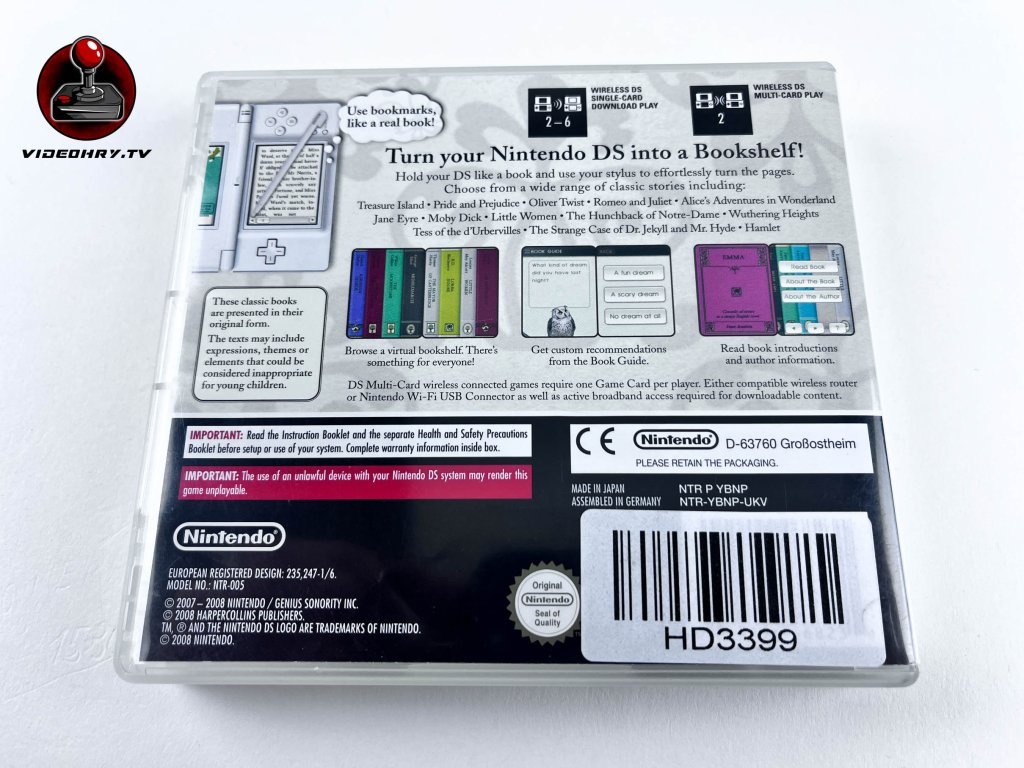 VIDEOHRY.TV
Use bookmarks,
like a real book!
2-6
WIRELESS DS
SINGLE-CARD
DOWNLOAD PLAY
2
WIRELESS DS
MULTI-CARD PLAY
Turn your Nintendo DS into a Bookshelf!
Hold your DS like a book and use your stylus to effortlessly turn the pages.
Choose from a wide range of classic stories including:
Treasure Island • Pride and Prejudice • Oliver Twist • Romeo and Juliet • Alice's Adventures in Wonderland
Jane Eyre • Moby Dick • Little Women • The Hunchback of Notre-Dame • Wuthering Heights
Tess of the d'Urbervilles • The Strange Case of Dr. Jekyll and Mr. Hyde • Hamlet
BOOK GUIDE
What kind of dream
did you have last
night?
A fun dream
A scary dream
No dream at all
EMMA
Read Book
About the Book
About the Author
Browse a virtual bookshelf. There's
something for everyone!
Get custom recommendations
from the Book Guide.
Read book introductions
and author information.
These classic books
are presented in their
original form.
The texts may include
expressions, themes or
elements that could be
considered inappropriate
for young children.
DS Multi-Card wireless connected games require one Game Card per player. Either compatible wireless router
or Nintendo Wi-Fi USB Connector as well as active broadband access required for downloadable content.
IMPORTANT: Read the Instruction Booklet and the separate Health and Safety Precautions
Booklet before setup or use of your system. Complete warranty information inside box.
IMPORTANT: The use of an unlawful device with your Nintendo DS system may render this
game unplayable.
CE Nintendo D-63760 Großostheim
PLEASE RETAIN THE PACKAGING.
MADE IN JAPAN
ASSEMBLED IN GERMANY
NTR P YBNP
NTR-YBNP-UKV
Nintendo
EUROPEAN REGISTERED DESIGN: 235,247-1/6.
MODEL NO.: NTR-005
© 2007 – 2008 NINTENDO / GENIUS SONORITY INC.
© 2008 HARPERCOLLINS PUBLISHERS.
TM, ® AND THE NINTENDO DS LOGO ARE TRADEMARKS OF NINTENDO.
© 2008 NINTENDO.
Original
Nintendo
Seal of
Quality
HD3399